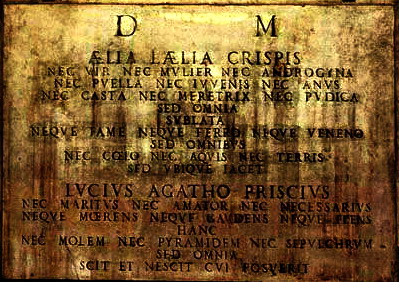 D M
ÆLIA LÆLIA CRISPIS
NEC VIR NEC MVLIER NEC ANDROGYNA
NEC PVELLA NEC IVVENIS NEC ANVS
NEC CASTA NEC MERETRIX NEC PVDICA
SED OMNIA
SVBLATA
NEQVE FAME NEQVE FERRO NEQVE VENENO
SED OMNIBVS
NEC CŒLO NEC AQVIS NEC TERRIS
SED VBIQVE IACET
LVCIVS AGATHO PRISCIVS
NEC MARITVS NEC AMATOR NEC NECESSARIVS
NEQVE MŒRENS NEQVE GAVDENS NEQVE FLENS
HANC
NEC MOLEM NEC PYRAMIDEM NEC SEPVLCHRVM
SED OMNIA
SCIT ET NESCIT CVI POSVERIT